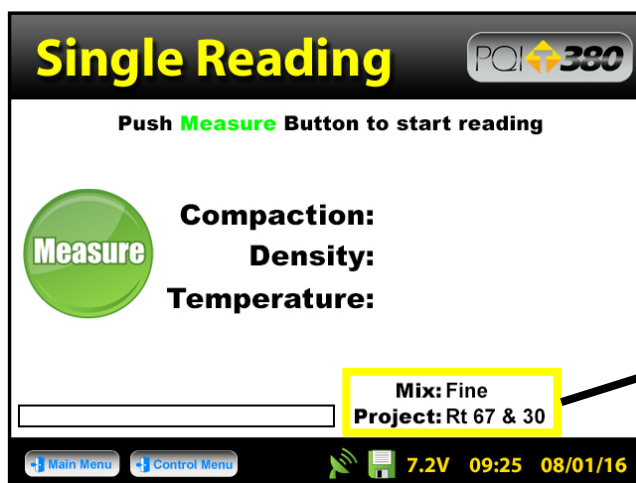 Single Reading
PQI 380
Push Measure Button to start reading
Measure
Compaction:
Density:
Temperature:
Mix: Fine
Project: Rt 67 & 30
Main Menu Control Menu 7.2V 09:25 08/01/16